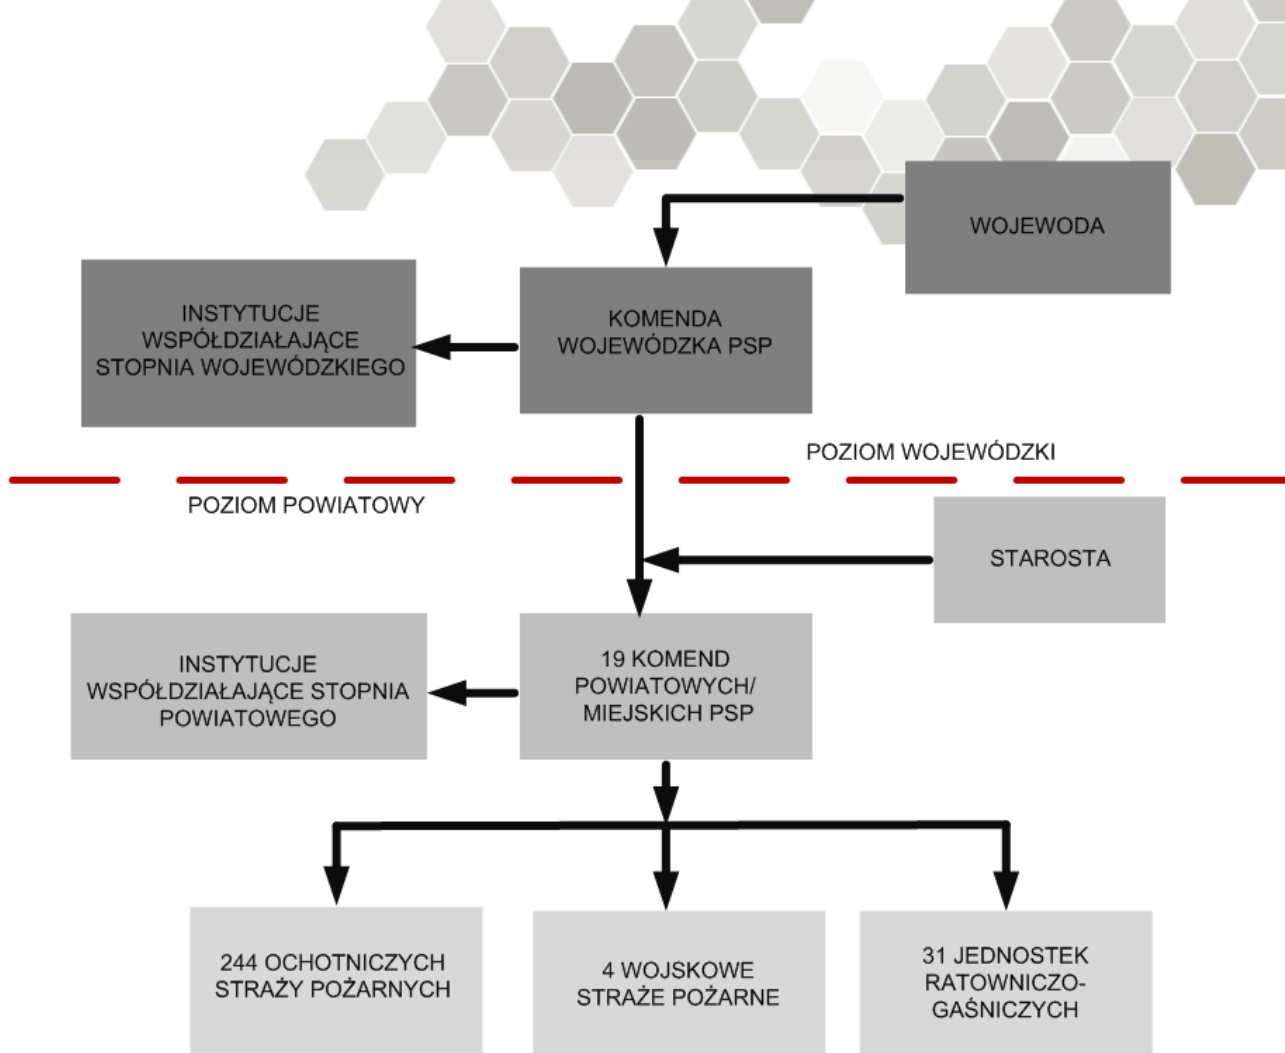 WOJEWODA
INSTYTUCJE
WSPÓŁDZIAŁAJĄCE
STOPNIA WOJEWÓDZKIEGO
KOMENDA
WOJEWÓDZKA PSP
POZIOM WOJEWÓDZKI
POZIOM POWIATOWY
STAROSTA
INSTYTUCJE
WSPÓŁDZIAŁAJĄCE STOPNIA
POWIATOWEGO
19 KOMEND
POWIATOWYCH/
MIEJSKICH PSP
244 OCHOTNICZYCH
STRAŻY POŻARNYCH
4 WOJSKOWE
STRAŻE POŻARNE
31 JEDNOSTEK
RATOWNICZO-
GAŚNICZYCH